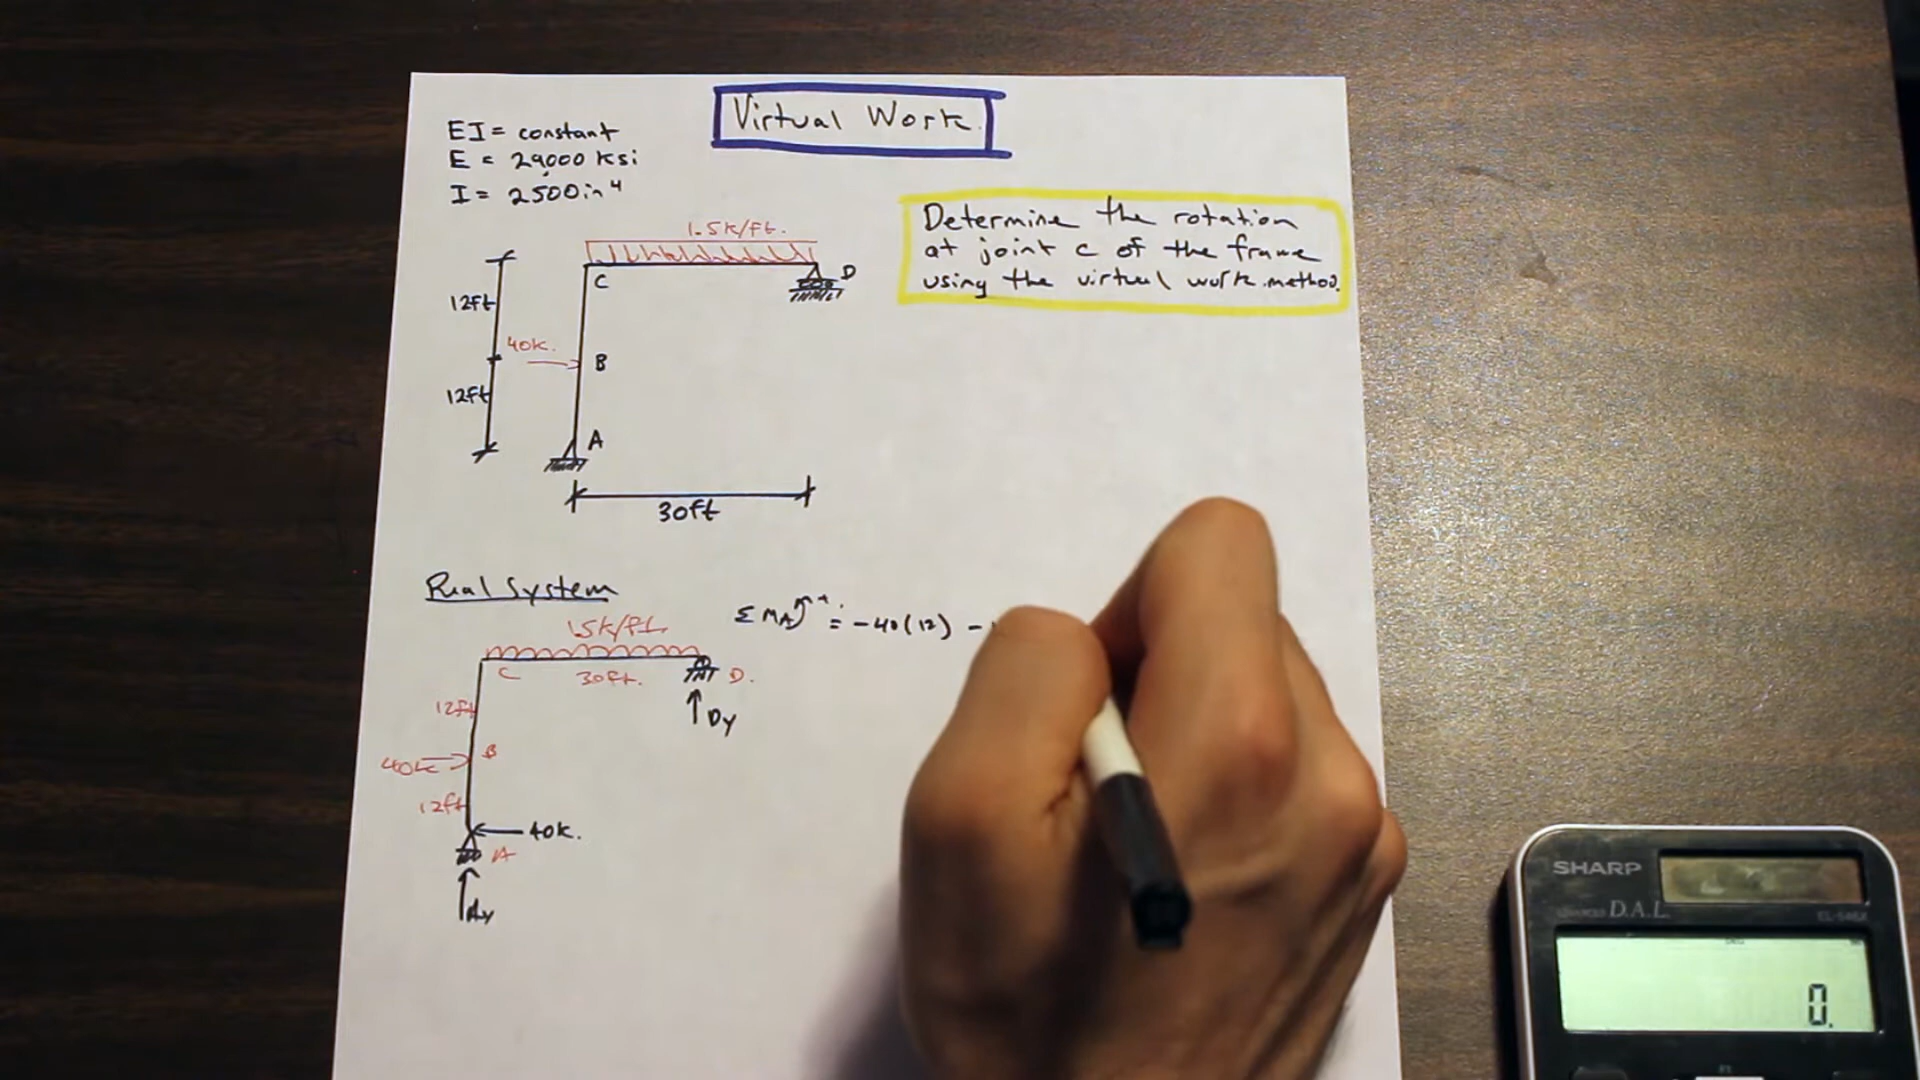 Virtual Work
EI = constant
E = 29000 ksi
I = 2500in⁴
Determine the rotation
at joint c of the frame
using the virtual work method.
1.5K/ft.
C
D
12ft
40K.
B
12ft
A
30ft
Real System
1.5K/ft.
C
30ft.
D.
12ft
Dy
40K
B
12ft
40K.
A
Ay
ΣMA + = -40(12) -
SHARP
ADVANCED D.A.L.
0.